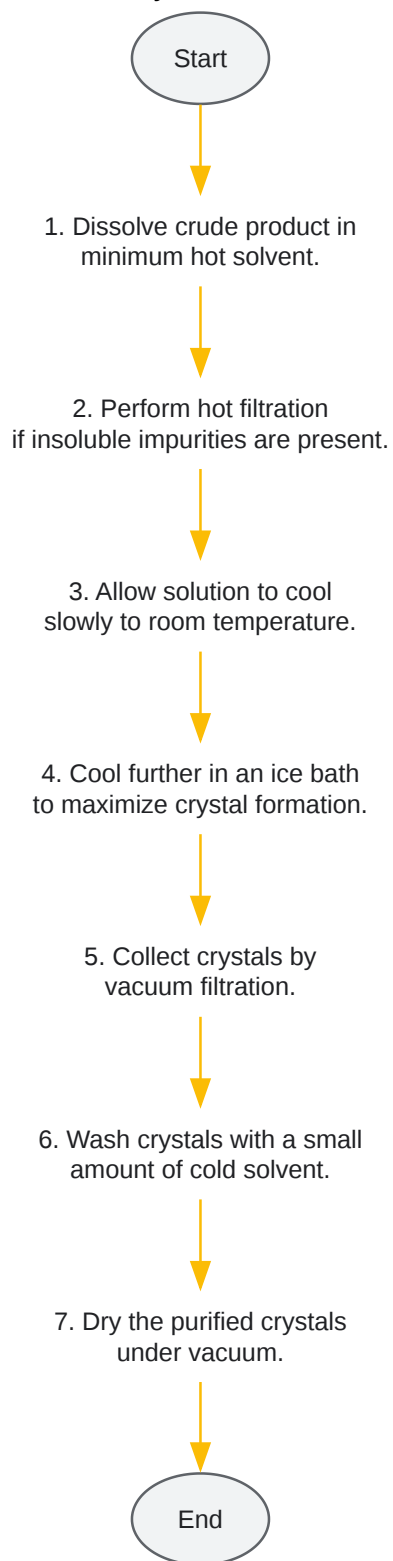 Start
1. Dissolve crude product in
minimum hot solvent.
2. Perform hot filtration
if insoluble impurities are present.
3. Allow solution to cool
slowly to room temperature.
4. Cool further in an ice bath
to maximize crystal formation.
5. Collect crystals by
vacuum filtration.
6. Wash crystals with a small
amount of cold solvent.
7. Dry the purified crystals
under vacuum.
End